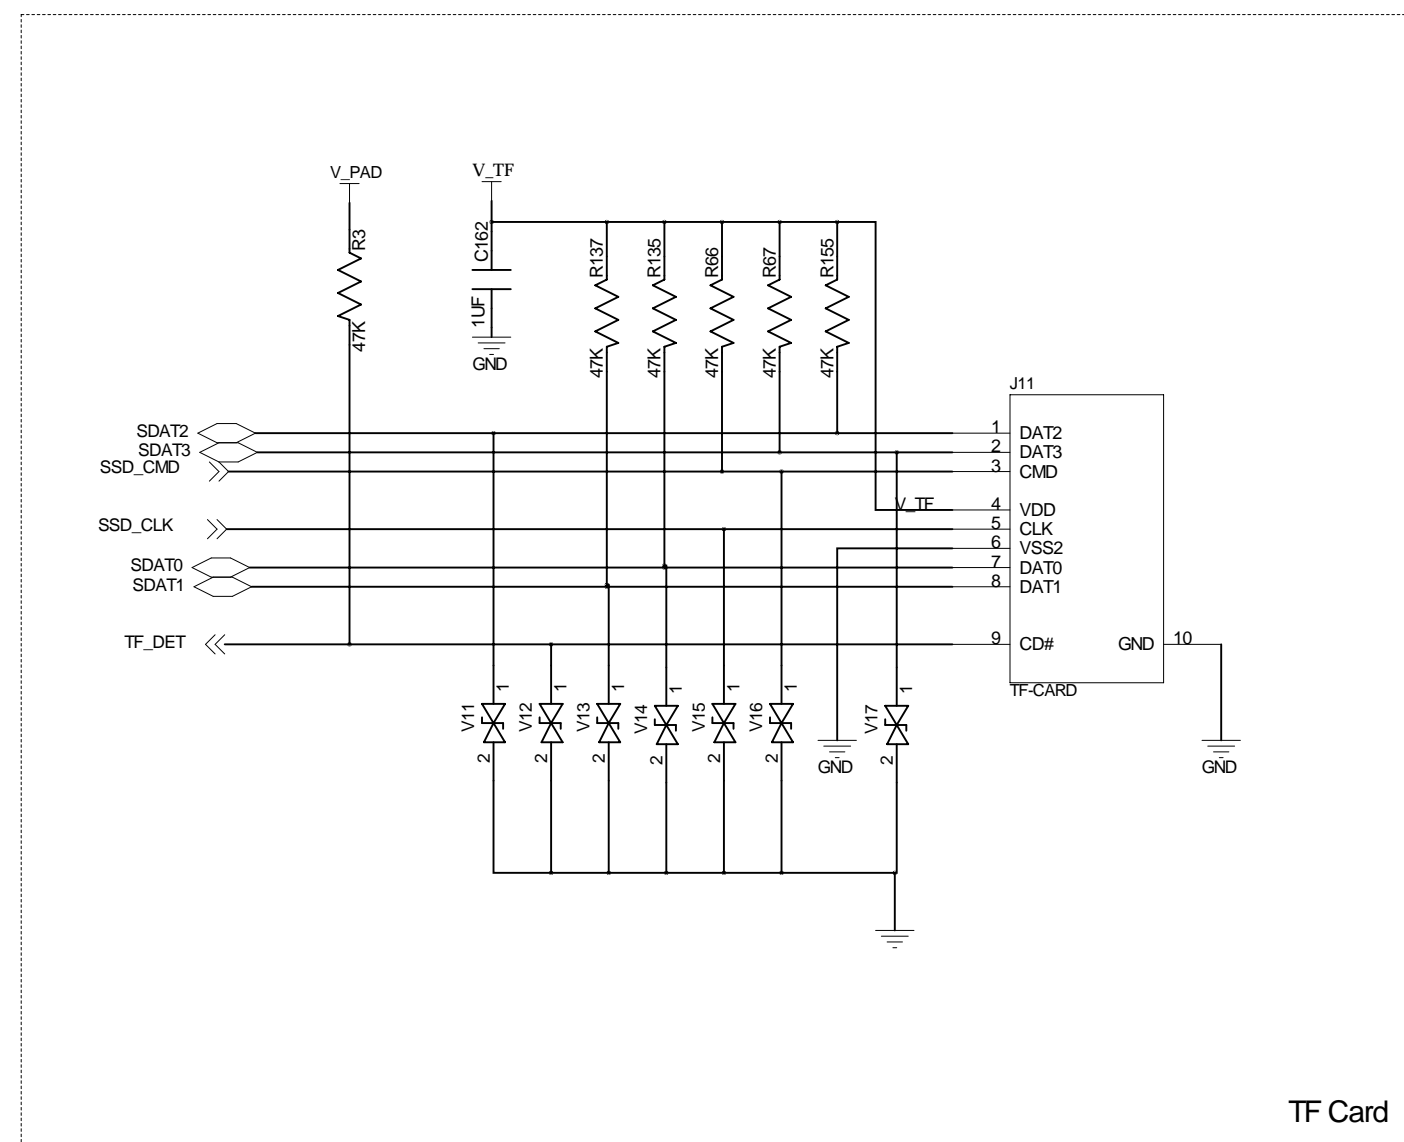 V_PAD
V_TF
R3
47K
C162
1UF
GND
R137
47K
R135
47K
R66
47K
R67
47K
R155
47K
J11
SDAT2
SDAT3
SSD_CMD
SSD_CLK
SDAT0
SDAT1
TF_DET
V_TF
1 DAT2
2 DAT3
3 CMD
4 VDD
5 CLK
6 VSS2
7 DAT0
8 DAT1
9 CD#
GND 10
TF-CARD
V11 1 2
V12 1 2
V13 1 2
V14 1 2
V15 1 2
V16 1 2
GND
V17 1 2
GND
TF Card